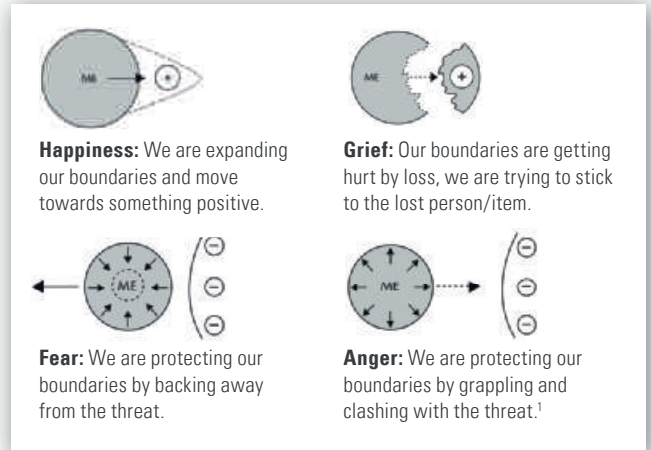 ME
+
Happiness: We are expanding
our boundaries and move
towards something positive.
ME
+
Grief: Our boundaries are getting
hurt by loss, we are trying to stick
to the lost person/item.
ME
−
−
−
Fear: We are protecting our
boundaries by backing away
from the threat.
ME
−
−
−
Anger: We are protecting our
boundaries by grappling and
clashing with the threat.¹